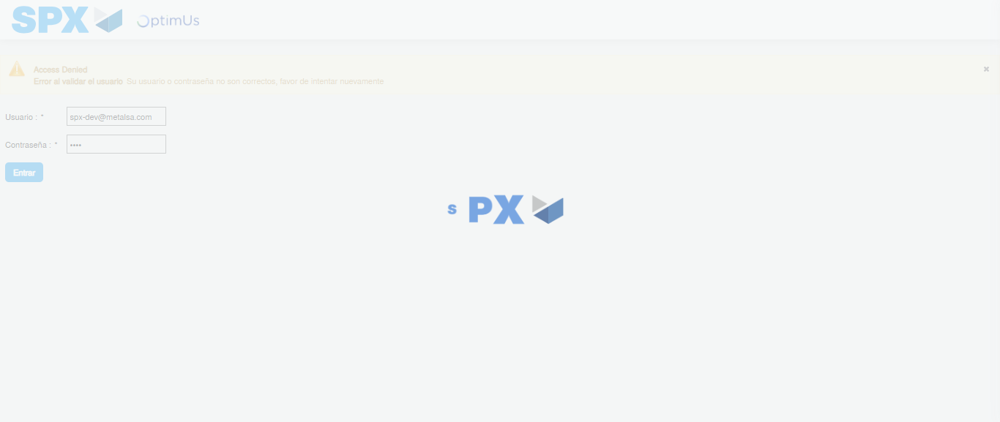 SPX OptimUs
Access Denied
Error al validar el usuario Su usuario o contraseña no son correctos, favor de intentar nuevamente
Usuario : * spx-dev@metalsa.com
Contraseña : * ••••
Entrar
SPX